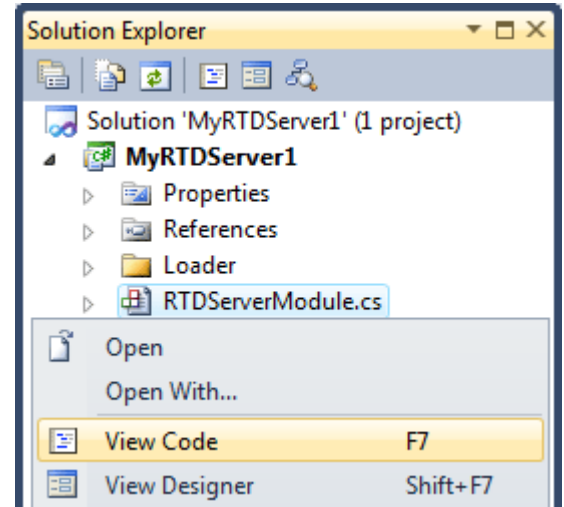 Solution Explorer
Solution 'MyRTDServer1' (1 project)
C#
MyRTDServer1
Properties
References
Loader
RTDServerModule.cs
Open
Open With...
View Code F7
View Designer Shift+F7